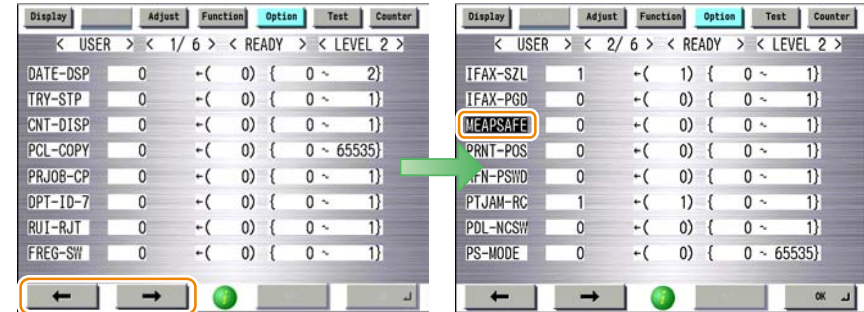 Display Adjust Function Option Test Counter
< USER > < 1/ 6 > < READY > < LEVEL 2 >
DATE-DSP 0 ←( 0) { 0 ~ 2}
TRY-STP 0 ←( 0) { 0 ~ 1}
CNT-DISP 0 ←( 0) { 0 ~ 1}
PCL-COPY 0 ←( 0) { 0 ~ 65535}
PRJOB-CP 0 ←( 0) { 0 ~ 1}
DPT-ID-7 0 ←( 0) { 0 ~ 1}
RUI-RJT 0 ←( 0) { 0 ~ 1}
FREG-SW 0 ←( 0) { 0 ~ 1}
← →
Display Adjust Function Option Test Counter
< USER > < 2/ 6 > < READY > < LEVEL 2 >
IFAX-SZL 1 ←( 1) { 0 ~ 1}
IFAX-PGD 0 ←( 0) { 0 ~ 1}
MEAPSAFE 0 ←( 0) { 0 ~ 1}
PRNT-POS 0 ←( 0) { 0 ~ 1}
0 ←( 0) { 0 ~ 1}
PTJAM-RC 1 ←( 1) { 0 ~ 1}
PDL-NCSW 0 ←( 0) { 0 ~ 1}
PS-MODE 0 ←( 0) { 0 ~ 65535}
← → OK